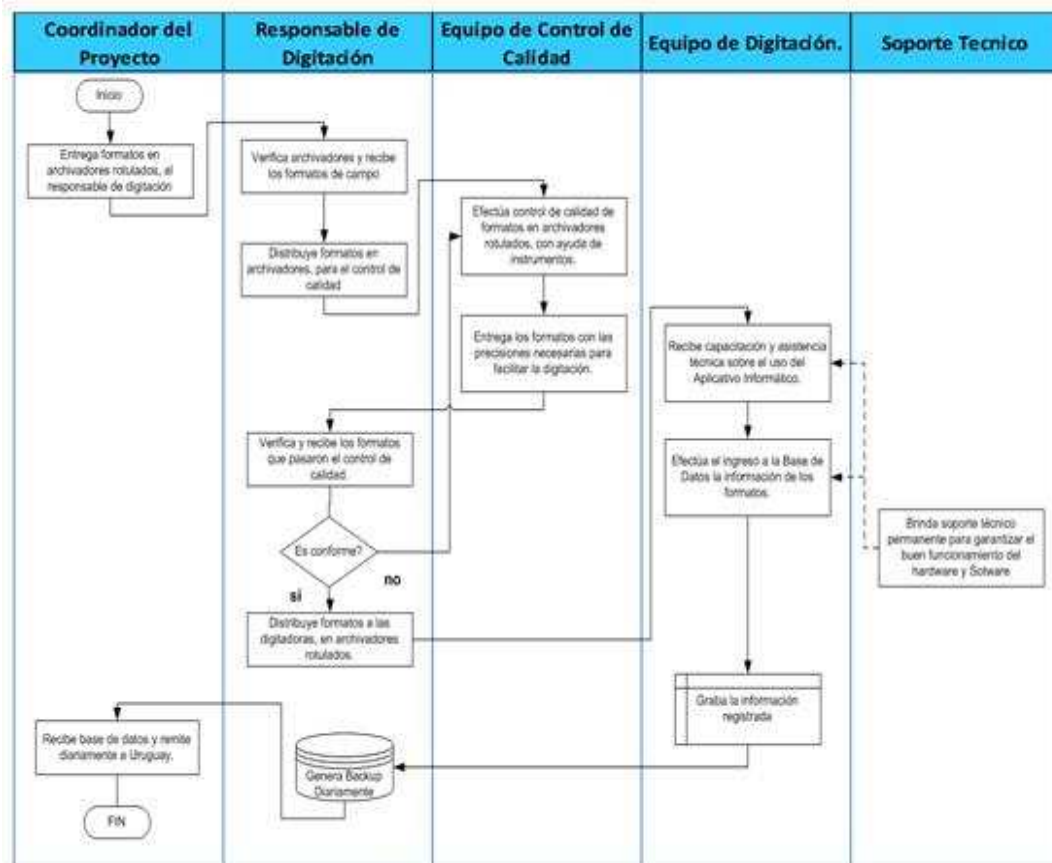 Coordinador del
Proyecto
Responsable de
Digitación
Equipo de Control de
Calidad
Equipo de Digitación.
Soporte Tecnico
Inicio
Entrega formatos en
archivadores rotulados, al
responsable de digitación
Verifica archivadores y recibe
los formatos de campo
Distribuye formatos en
archivadores, para el control de
calidad
Efectúa control de calidad de
formatos en archivadores
rotulados, con ayuda de
instrumentos.
Entrega los formatos con las
precisiones necesarias para
facilitar la digitación.
Recibe capacitación y asistencia
técnica sobre el uso del
Aplicativo Informático.
Verifica y recibe los formatos
que pasaron el control de
calidad
Efectúa el ingreso a la Base de
Datos la información de los
formatos.
Es conforme?
no
si
Brinda soporte técnico
permanente para garantizar el
buen funcionamiento del
hardware y Sotware
Distribuye formatos a las
digitadoras, en archivadores
rotulados.
Graba la información
registrada
Recibe base de datos y remite
diariamente a Uruguay.
Genera Backup
Diariamente
FIN